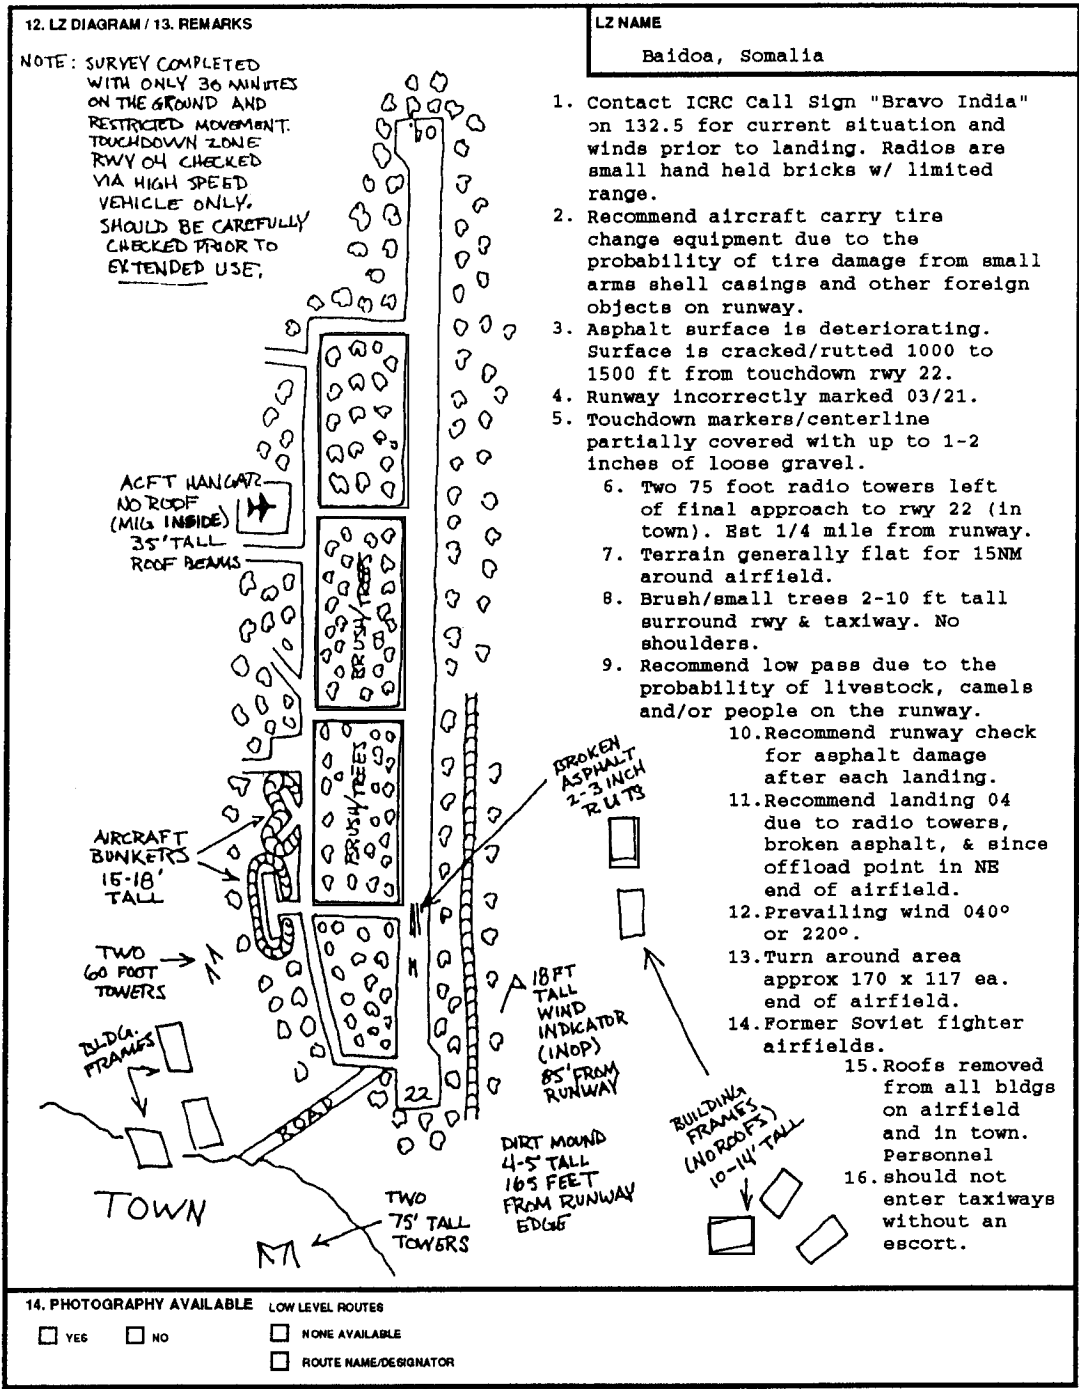 12. LZ DIAGRAM / 13. REMARKS
LZ NAME
Baidoa, Somalia
NOTE: SURVEY COMPLETED
WITH ONLY 30 MINUTES
ON THE GROUND AND
RESTRICTED MOVEMENT.
TOUCHDOWN ZONE
RWY 04 CHECKED
VIA HIGH SPEED
VEHICLE ONLY.
SHOULD BE CAREFULLY
CHECKED PRIOR TO
EXTENDED USE.
ACFT HANGAR
NO ROOF
(MIG INSIDE)
35' TALL
ROOF BEAMS
BRUSH/TREES
BRUSH/TREES
AIRCRAFT
BUNKERS
15-18'
TALL
TWO
60 FOOT
TOWERS
BLDG.
FRAMES
ROAD
22
TOWN
TWO
75' TALL
TOWERS
BROKEN
ASPHALT
2-3 INCH
RUTS
18 FT
TALL
WIND
INDICATOR
(INOP)
85' FROM
RUNWAY
DIRT MOUND
4-5 TALL
165 FEET
FROM RUNWAY
EDGE
BUILDING
FRAMES
(NO ROOFS)
10-14' TALL
1. Contact ICRC Call Sign "Bravo India"
on 132.5 for current situation and
winds prior to landing. Radios are
small hand held bricks w/ limited
range.
2. Recommend aircraft carry tire
change equipment due to the
probability of tire damage from small
arms shell casings and other foreign
objects on runway.
3. Asphalt surface is deteriorating.
Surface is cracked/rutted 1000 to
1500 ft from touchdown rwy 22.
4. Runway incorrectly marked 03/21.
5. Touchdown markers/centerline
partially covered with up to 1-2
inches of loose gravel.
6. Two 75 foot radio towers left
of final approach to rwy 22 (in
town). Est 1/4 mile from runway.
7. Terrain generally flat for 15NM
around airfield.
8. Brush/small trees 2-10 ft tall
surround rwy & taxiway. No
shoulders.
9. Recommend low pass due to the
probability of livestock, camels
and/or people on the runway.
10.Recommend runway check
for asphalt damage
after each landing.
11.Recommend landing 04
due to radio towers,
broken asphalt, & since
offload point in NE
end of airfield.
12.Prevailing wind 040º
or 220º.
13.Turn around area
approx 170 x 117 ea.
end of airfield.
14.Former Soviet fighter
airfields.
15.Roofs removed
from all bldgs
on airfield
and in town.
Personnel
16.should not
enter taxiways
without an
escort.
14. PHOTOGRAPHY AVAILABLE
YES
NO
LOW LEVEL ROUTES
NONE AVAILABLE
ROUTE NAME/DESIGNATOR